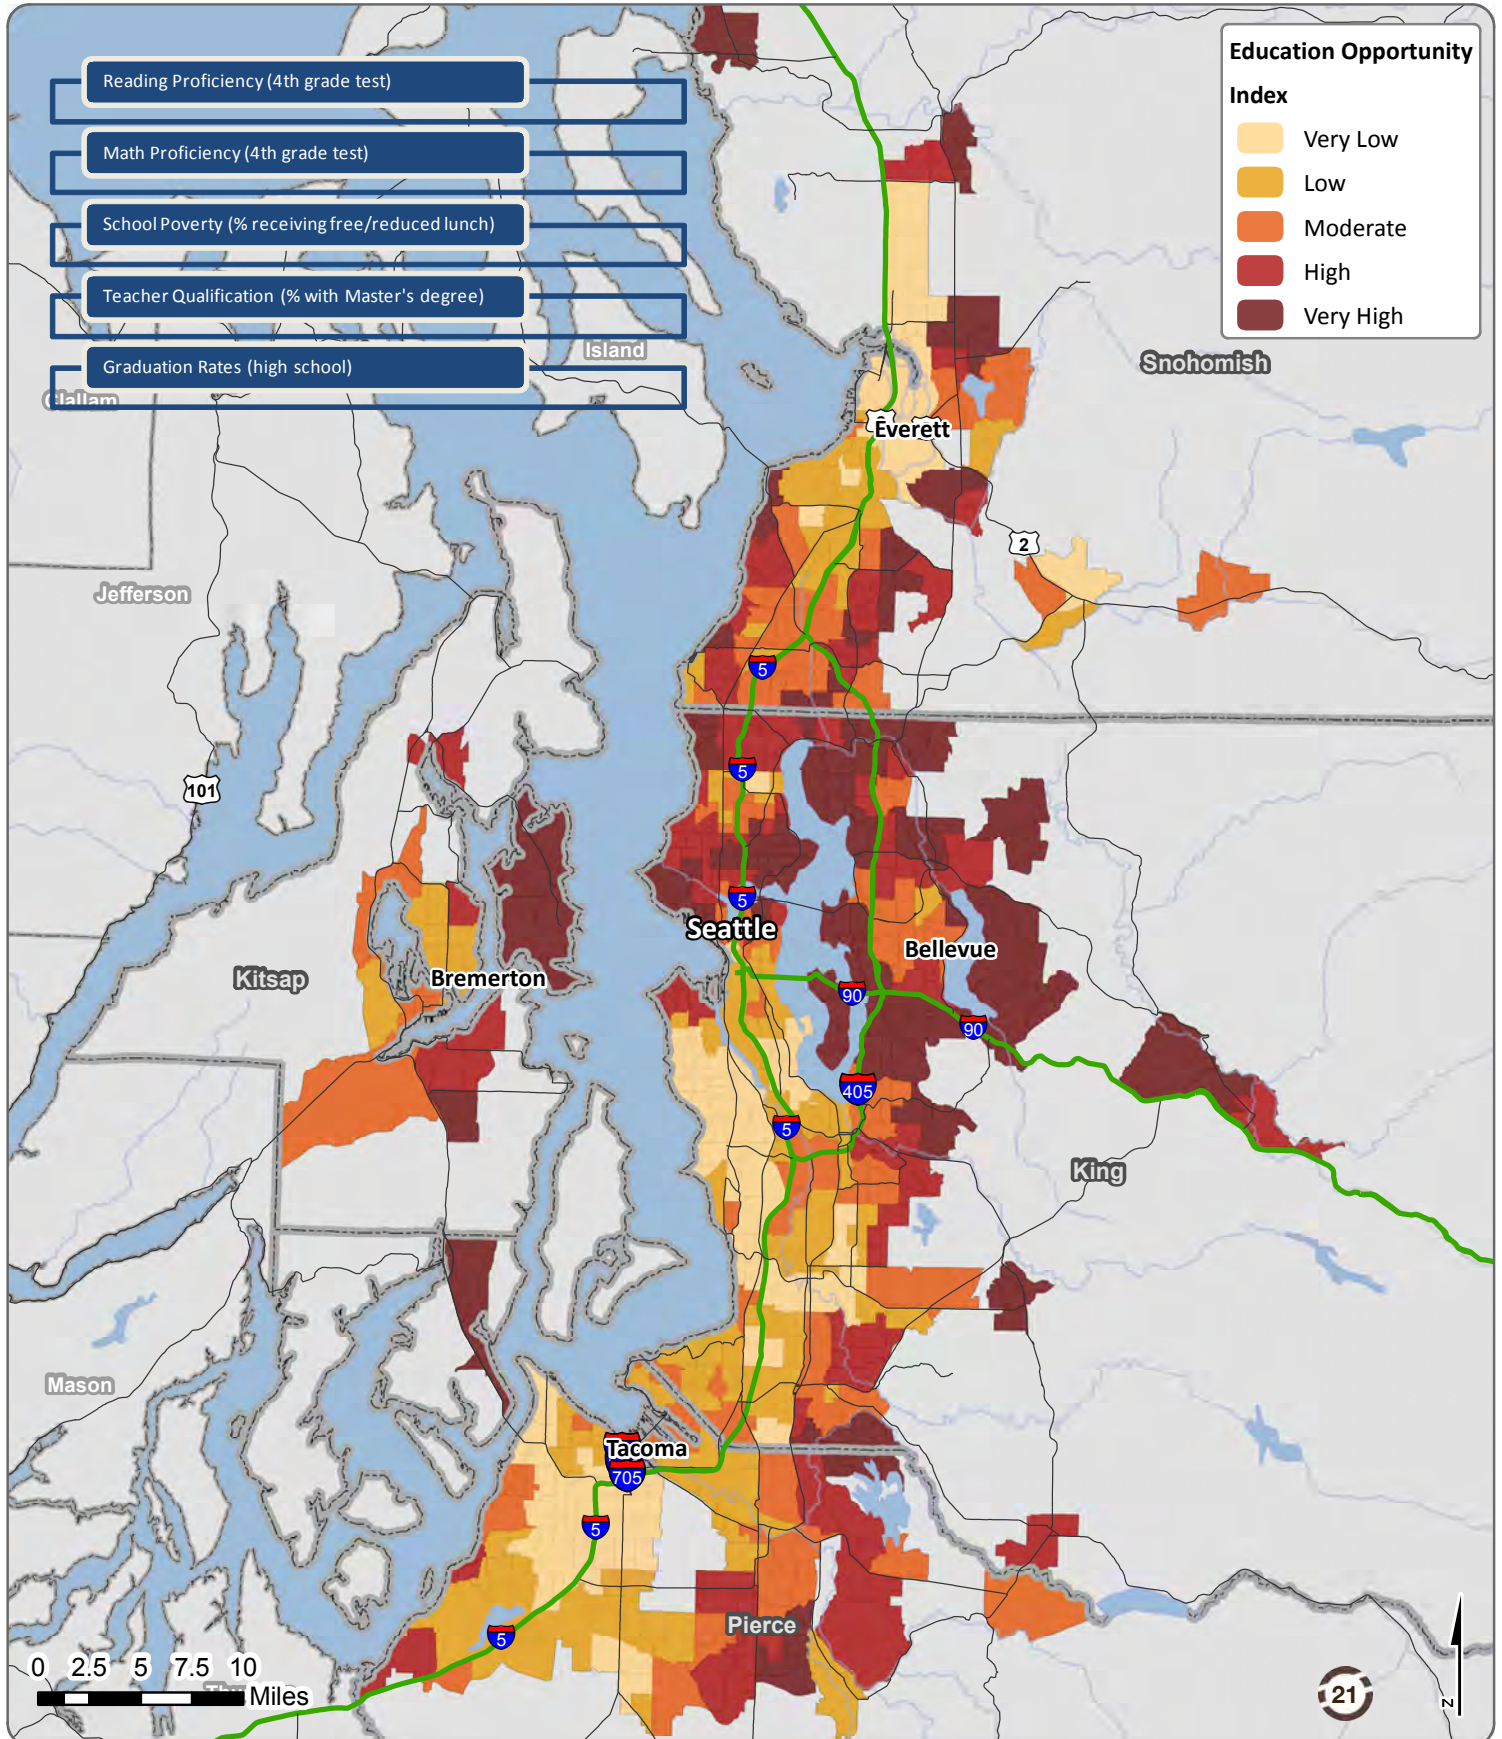 Reading Proficiency (4th grade test)
Math Proficiency (4th grade test)
School Poverty (% receiving free/reduced lunch)
Teacher Qualification (% with Master's degree)
Graduation Rates (high school)
Education Opportunity
Index
Very Low
Low
Moderate
High
Very High
Island
Clallam
Snohomish
Everett
2
Jefferson
5
5
101
5
Seattle
Bellevue
Kitsap
Bremerton
90
90
405
5
King
Mason
Tacoma
705
5
Pierce
5
0 2.5 5 7.5 10
Miles
21
N